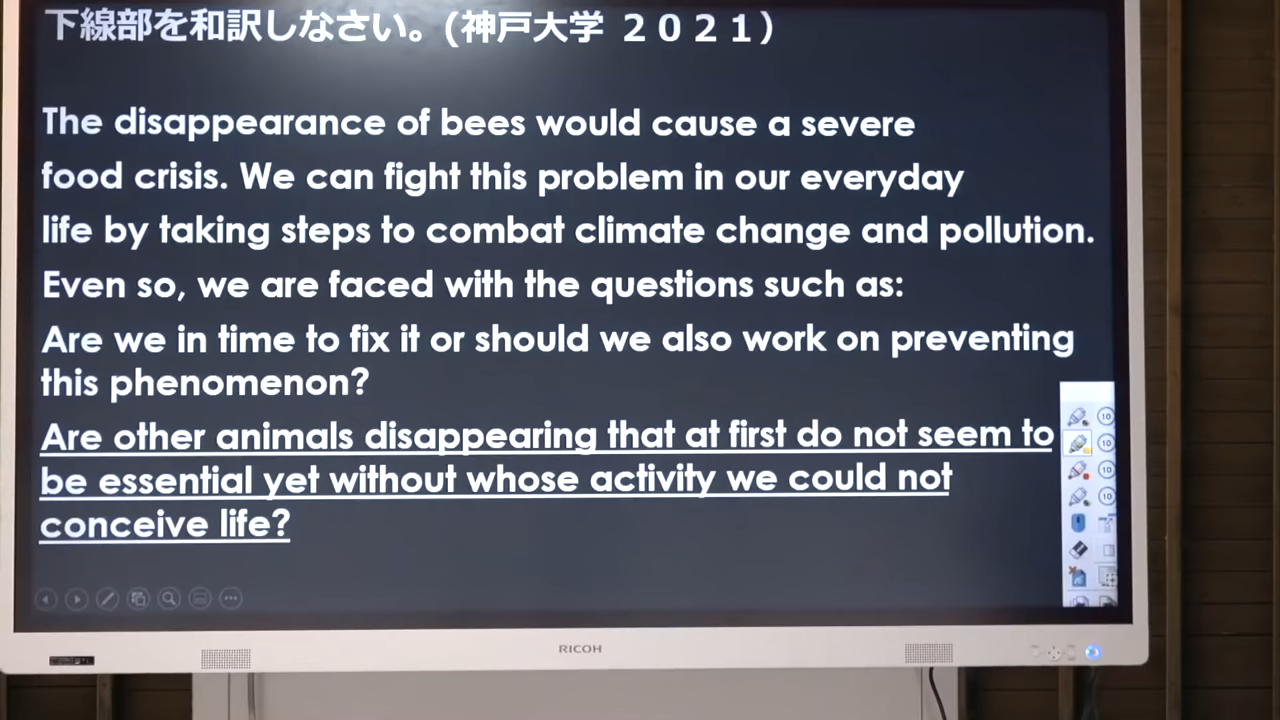 下線部を和訳しなさい。(神戸大学 ２０２１)
The disappearance of bees would cause a severe
food crisis. We can fight this problem in our everyday
life by taking steps to combat climate change and pollution.
Even so, we are faced with the questions such as:
Are we in time to fix it or should we also work on preventing
this phenomenon?
Are other animals disappearing that at first do not seem to
be essential yet without whose activity we could not
conceive life?
10
10
10
10
RICOH